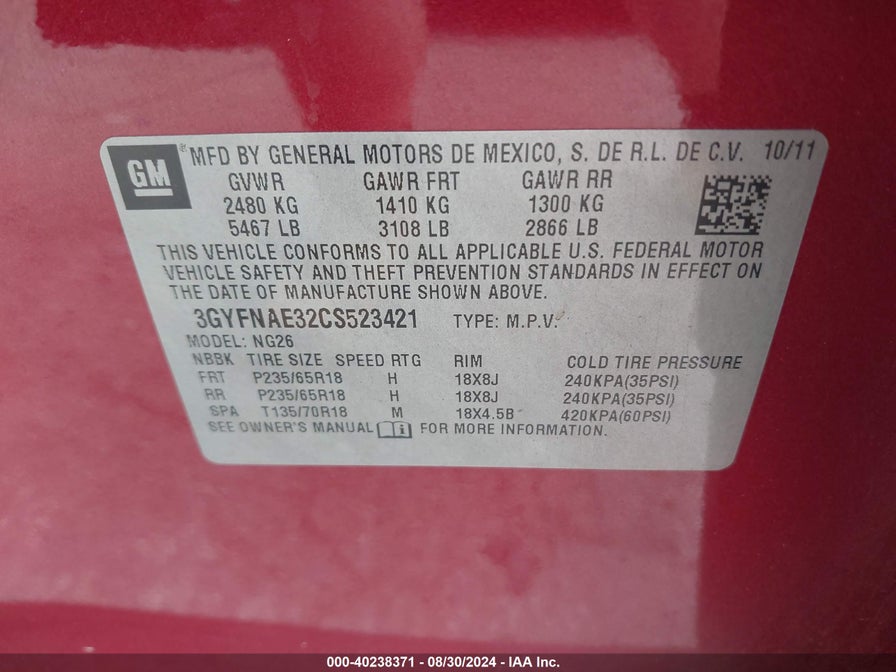 GM ® MFD BY GENERAL MOTORS DE MEXICO, S. DE R.L. DE C.V. 10/11
GVWR GAWR FRT GAWR RR
2480 KG 1410 KG 1300 KG
5467 LB 3108 LB 2866 LB
THIS VEHICLE CONFORMS TO ALL APPLICABLE U.S. FEDERAL MOTOR
VEHICLE SAFETY AND THEFT PREVENTION STANDARDS IN EFFECT ON
THE DATE OF MANUFACTURE SHOWN ABOVE.
3GYFNAE32CS523421 TYPE: M.P.V.
MODEL: NG26
NBBK TIRE SIZE SPEED RTG RIM COLD TIRE PRESSURE
FRT P235/65R18 H 18X8J 240KPA(35PSI)
RR P235/65R18 H 18X8J 240KPA(35PSI)
SPA T135/70R18 M 18X4.5B 420KPA(60PSI)
SEE OWNER'S MANUAL i FOR MORE INFORMATION.
000-40238371 - 08/30/2024 - IAA Inc.